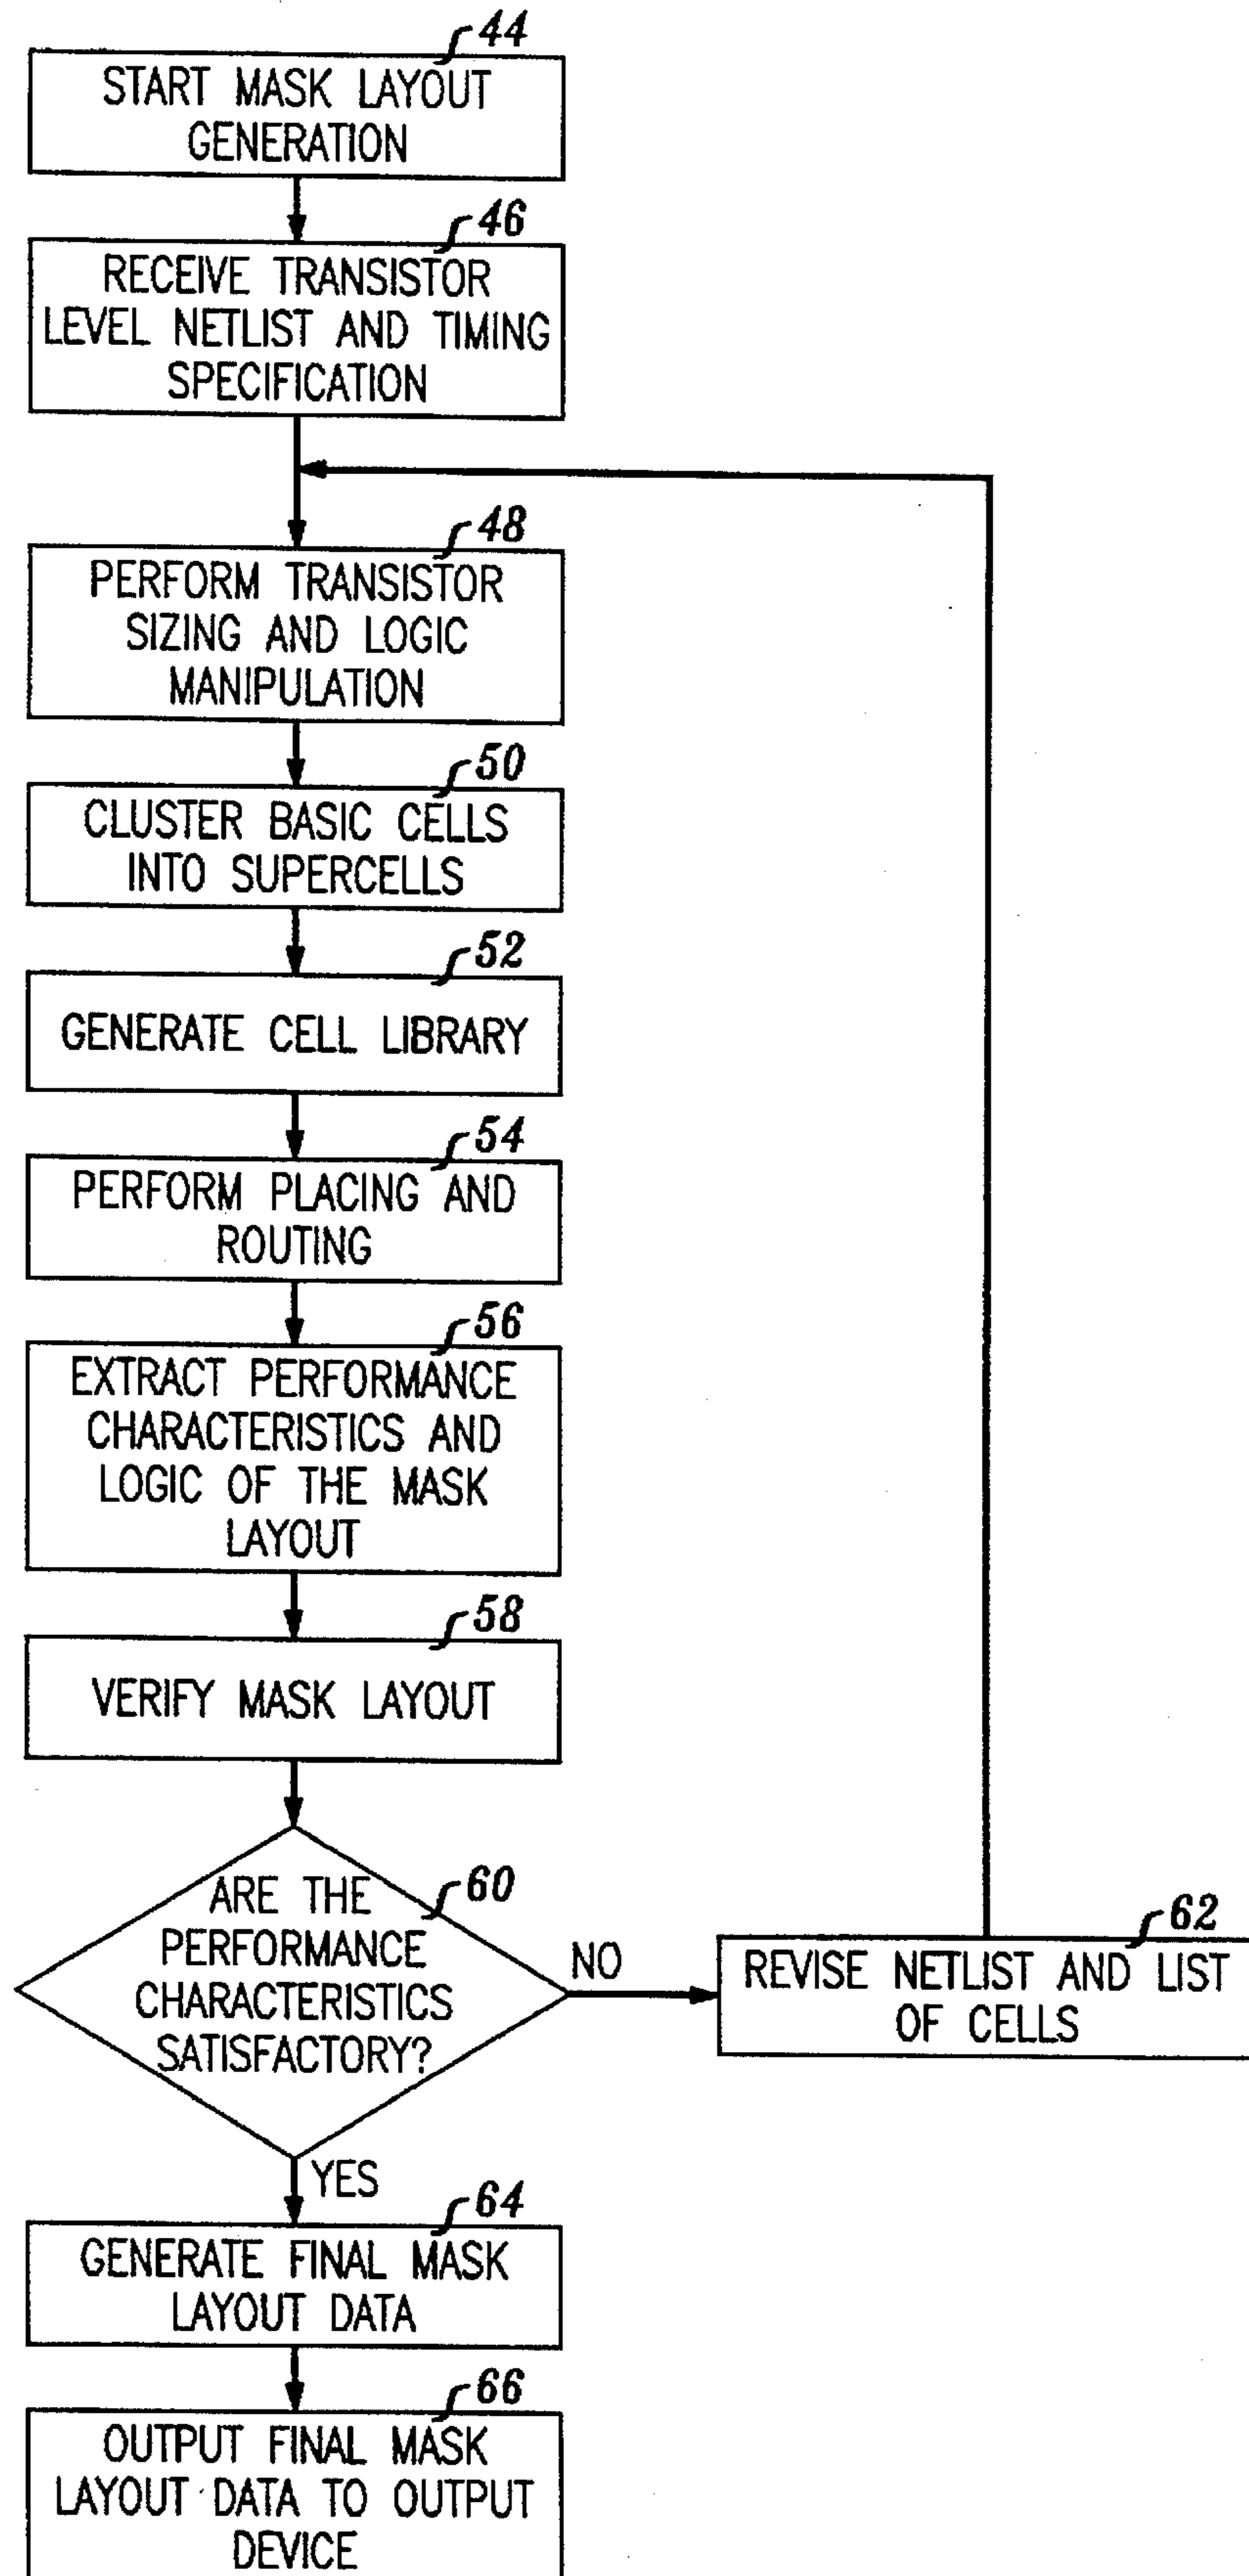 44
START MASK LAYOUT
GENERATION
46
RECEIVE TRANSISTOR
LEVEL NETLIST AND TIMING
SPECIFICATION
48
PERFORM TRANSISTOR
SIZING AND LOGIC
MANIPULATION
50
CLUSTER BASIC CELLS
INTO SUPERCELLS
52
GENERATE CELL LIBRARY
54
PERFORM PLACING AND
ROUTING
56
EXTRACT PERFORMANCE
CHARACTERISTICS AND
LOGIC OF THE MASK
LAYOUT
58
VERIFY MASK LAYOUT
60
ARE THE
PERFORMANCE
CHARACTERISTICS
SATISFACTORY?
NO
62
REVISE NETLIST AND LIST
OF CELLS
YES
64
GENERATE FINAL MASK
LAYOUT DATA
66
OUTPUT FINAL MASK
LAYOUT DATA TO OUTPUT
DEVICE